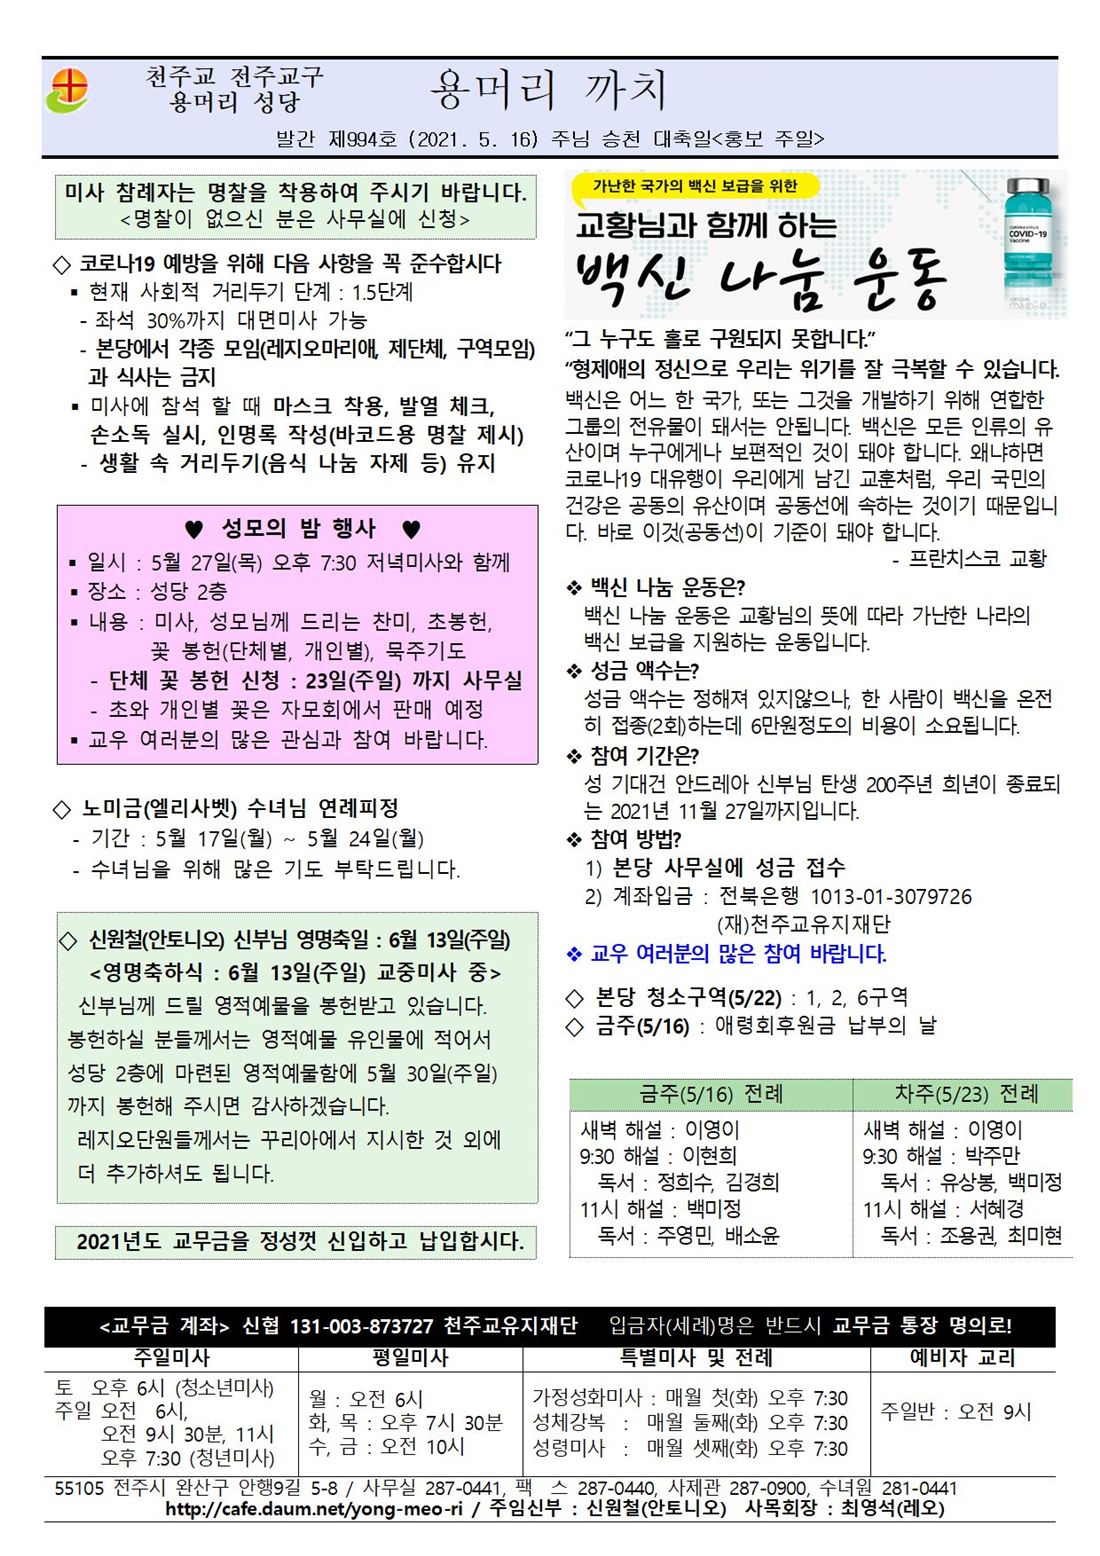 천주교 전주교구
용머리 성당
용머리 까치
발간 제994호 (2021. 5. 16) 주님 승천 대축일<홍보 주일>
미사 참례자는 명찰을 착용하여 주시기 바랍니다.
<명찰이 없으신 분은 사무실에 신청>
◇ 코로나19 예방을 위해 다음 사항을 꼭 준수합시다
▪ 현재 사회적 거리두기 단계 : 1.5단계
- 좌석 30%까지 대면미사 가능
- 본당에서 각종 모임(레지오마리애, 제단체, 구역모임)
과 식사는 금지
▪ 미사에 참석 할 때 마스크 착용, 발열 체크,
손소독 실시, 인명록 작성(바코드용 명찰 제시)
- 생활 속 거리두기(음식 나눔 자제 등) 유지
♥ 성모의 밤 행사 ♥
▪ 일시 : 5월 27일(목) 오후 7:30 저녁미사와 함께
▪ 장소 : 성당 2층
▪ 내용 : 미사, 성모님께 드리는 찬미, 초봉헌,
꽃 봉헌(단체별, 개인별), 묵주기도
- 단체 꽃 봉헌 신청 : 23일(주일) 까지 사무실
- 초와 개인별 꽃은 자모회에서 판매 예정
▪ 교우 여러분의 많은 관심과 참여 바랍니다.
◇ 노미금(엘리사벳) 수녀님 연례피정
- 기간 : 5월 17일(월) ~ 5월 24일(월)
- 수녀님을 위해 많은 기도 부탁드립니다.
◇ 신원철(안토니오) 신부님 영명축일 : 6월 13일(주일)
<영명축하식 : 6월 13일(주일) 교중미사 중>
신부님께 드릴 영적예물을 봉헌받고 있습니다.
봉헌하실 분들께서는 영적예물 유인물에 적어서
성당 2층에 마련된 영적예물함에 5월 30일(주일)
까지 봉헌해 주시면 감사하겠습니다.
레지오단원들께서는 꾸리아에서 지시한 것 외에
더 추가하셔도 됩니다.
2021년도 교무금을 정성껏 신입하고 납입합시다.
가난한 국가의 백신 보급을 위한
교황님과 함께 하는
백신 나눔 운동
CORONAVIRUS
COVID-19
Vaccine
“그 누구도 홀로 구원되지 못합니다.”
“형제애의 정신으로 우리는 위기를 잘 극복할 수 있습니다.
백신은 어느 한 국가, 또는 그것을 개발하기 위해 연합한
그룹의 전유물이 돼서는 안됩니다. 백신은 모든 인류의 유
산이며 누구에게나 보편적인 것이 돼야 합니다. 왜냐하면
코로나19 대유행이 우리에게 남긴 교훈처럼, 우리 국민의
건강은 공동의 유산이며 공동선에 속하는 것이기 때문입니
다. 바로 이것(공동선)이 기준이 돼야 합니다.
- 프란치스코 교황
❖ 백신 나눔 운동은?
백신 나눔 운동은 교황님의 뜻에 따라 가난한 나라의
백신 보급을 지원하는 운동입니다.
❖ 성금 액수는?
성금 액수는 정해져 있지않으나, 한 사람이 백신을 온전
히 접종(2회)하는데 6만원정도의 비용이 소요됩니다.
❖ 참여 기간은?
성 기대건 안드레아 신부님 탄생 200주년 희년이 종료되
는 2021년 11월 27일까지입니다.
❖ 참여 방법?
1) 본당 사무실에 성금 접수
2) 계좌입금 : 전북은행 1013-01-3079726
(재)천주교유지재단
❖ 교우 여러분의 많은 참여 바랍니다.
◇ 본당 청소구역(5/22) : 1, 2, 6구역
◇ 금주(5/16) : 애령회후원금 납부의 날
금주(5/16) 전례
새벽 해설 : 이영이
9:30 해설 : 이현희
독서 : 정희수, 김경희
11시 해설 : 백미정
독서 : 주영민, 배소윤
차주(5/23) 전례
새벽 해설 : 이영이
9:30 해설 : 박주만
독서 : 유상봉, 백미정
11시 해설 : 서혜경
독서 : 조용권, 최미현
<교무금 계좌> 신협 131-003-873727 천주교유지재단 입금자(세례)명은 반드시 교무금 통장 명의로!
주일미사
토 오후 6시 (청소년미사)
주일 오전 6시,
오전 9시 30분, 11시
오후 7:30 (청년미사)
평일미사
월 : 오전 6시
화, 목 : 오후 7시 30분
수, 금 : 오전 10시
특별미사 및 전례
가정성화미사 : 매월 첫(화) 오후 7:30
성체강복 : 매월 둘째(화) 오후 7:30
성령미사 : 매월 셋째(화) 오후 7:30
예비자 교리
주일반 : 오전 9시
55105 전주시 완산구 안행9길 5-8 / 사무실 287-0441, 팩 스 287-0440, 사제관 287-0900, 수녀원 281-0441
http://cafe.daum.net/yong-meo-ri / 주임신부 : 신원철(안토니오) 사목회장 : 최영석(레오)